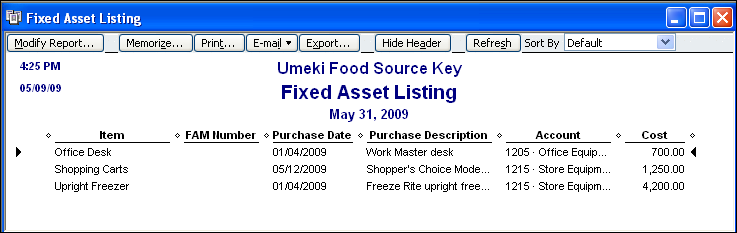 Fixed Asset Listing
Modify Report... Memorize... Print... E-mail Export... Hide Header Refresh Sort By Default
4:25 PM
Umeki Food Source Key
05/09/09
Fixed Asset Listing
May 31, 2009
Item FAM Number Purchase Date Purchase Description Account Cost
Office Desk 01/04/2009 Work Master desk 1205 · Office Equip... 700.00
Shopping Carts 05/12/2009 Shopper's Choice Mode... 1215 · Store Equipm... 1,250.00
Upright Freezer 01/04/2009 Freeze Rite upright free... 1215 · Store Equipm... 4,200.00